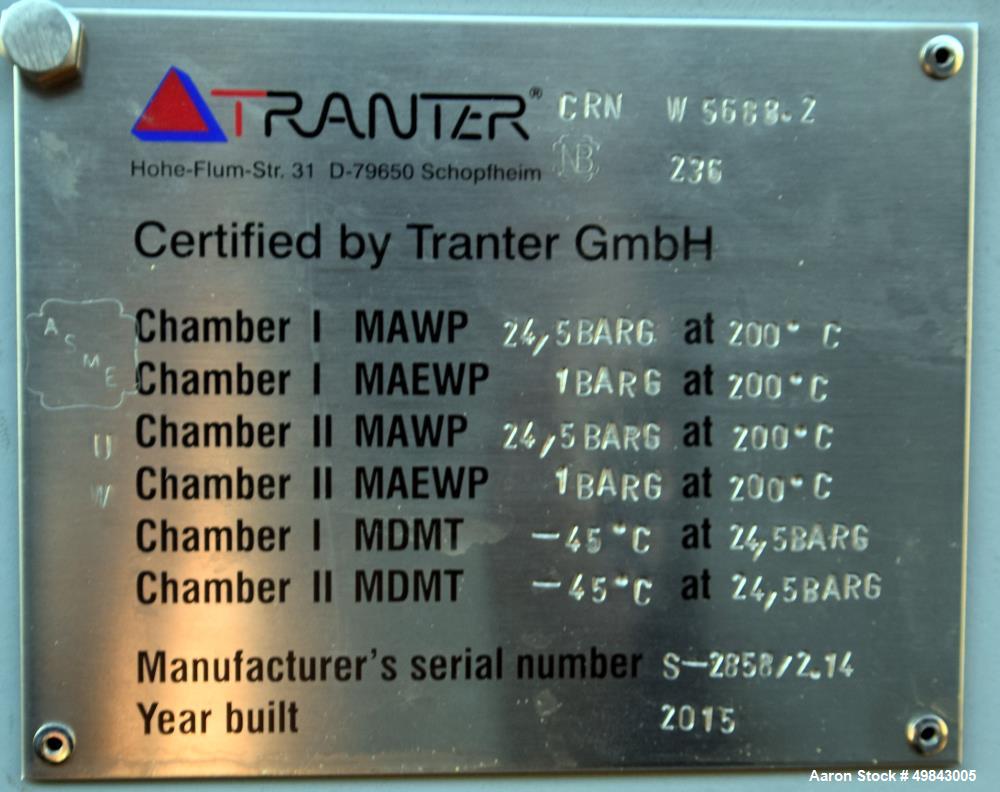 TRANTER® CRN W 5688.2
Hohe-Flum-Str. 31 D-79650 Schopfheim NB 236
Certified by Tranter GmbH
ASME
U
W
Chamber I MAWP 24,5BARG at 200°C
Chamber I MAEWP 1BARG at 200°C
Chamber II MAWP 24,5BARG at 200°C
Chamber II MAEWP 1BARG at 200°C
Chamber I MDMT -45°C at 24,5BARG
Chamber II MDMT -45°C at 24,5BARG
Manufacturer's serial number S-2858/2.14
Year built 2015
Aaron Stock # 49843005